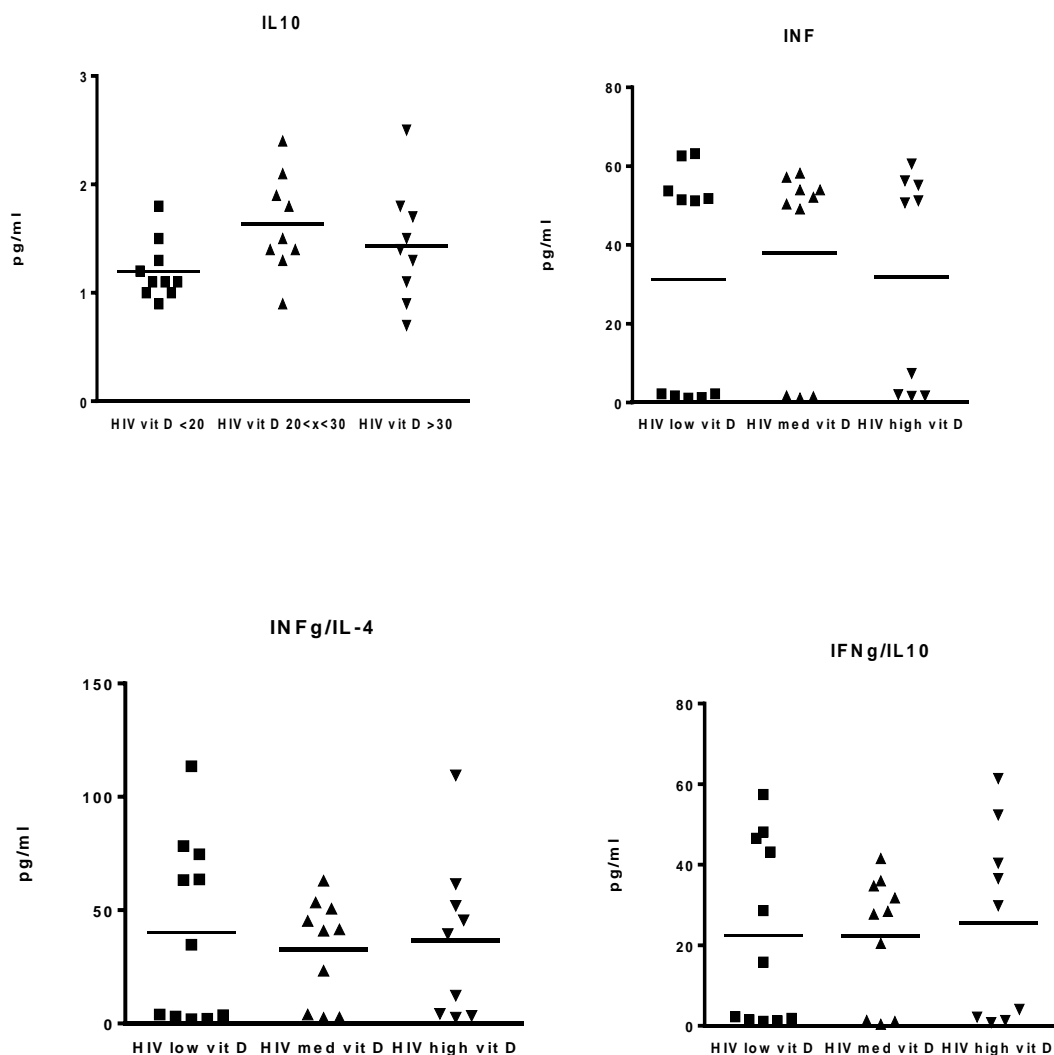 IL10
3
2
1
0
pg/ml
HIV vit D <20 HIV vit D 20<x<30 HIV vit D >30
INF
80
60
40
20
0
pg/ml
HIV low vit D HIV med vit D HIV high vit D
INFg/IL-4
150
100
50
0
pg/ml
HIV low vit D HIV med vit D HIV high vit D
IFNg/IL10
80
60
40
20
0
pg/ml
HIV low vit D HIV med vit D HIV high vit D